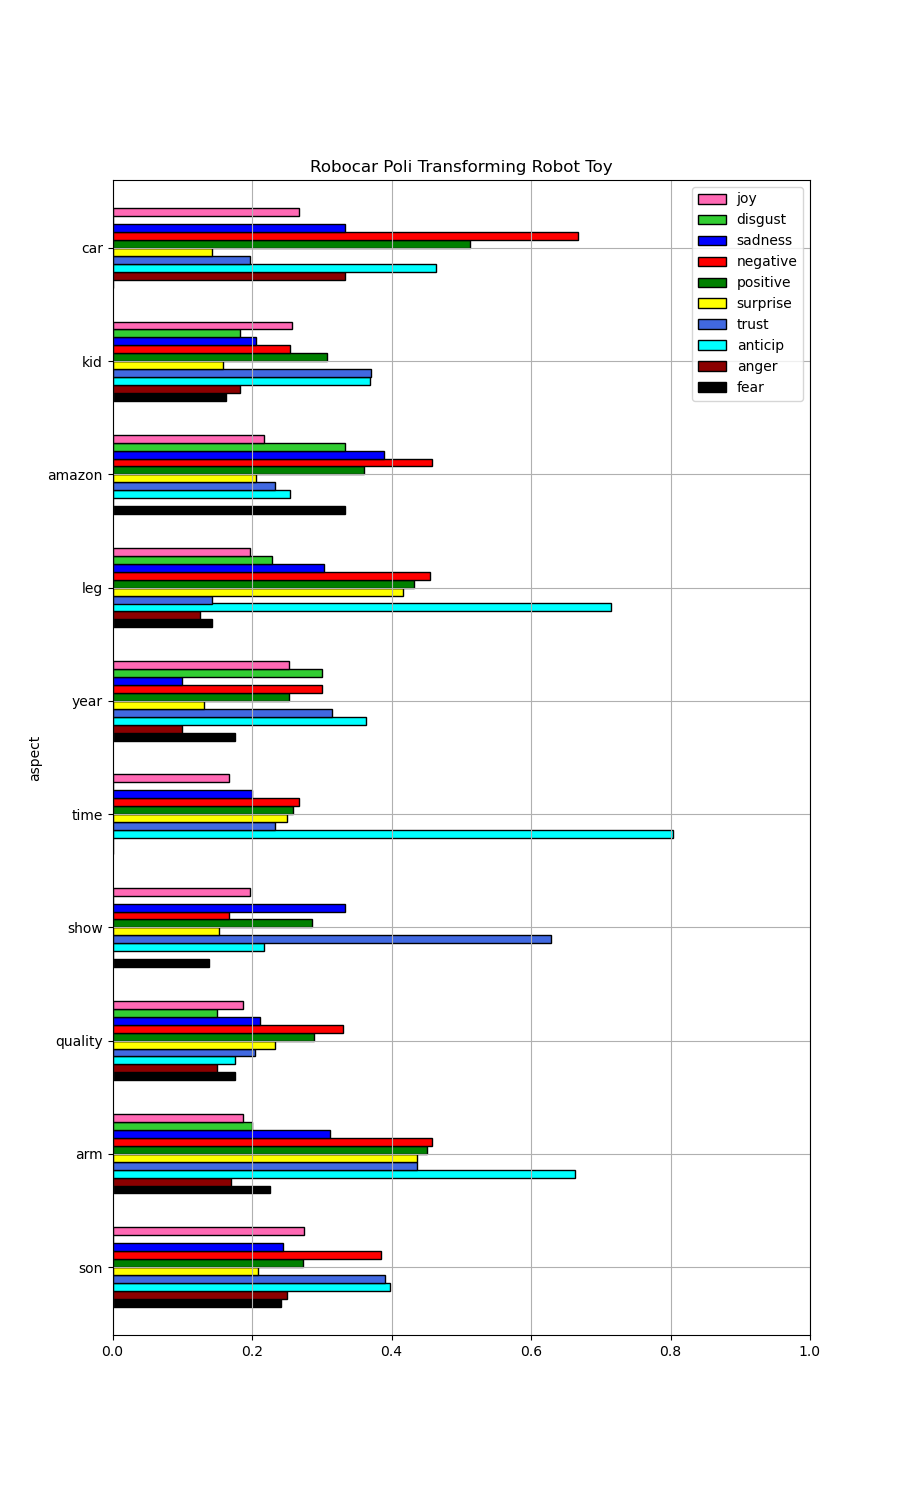 Robocar Poli Transforming Robot Toy
joy
disgust
sadness
negative
positive
surprise
trust
anticip
anger
fear
car
kid
amazon
leg
year
time
show
quality
arm
son
aspect
0.0 0.2 0.4 0.6 0.8 1.0